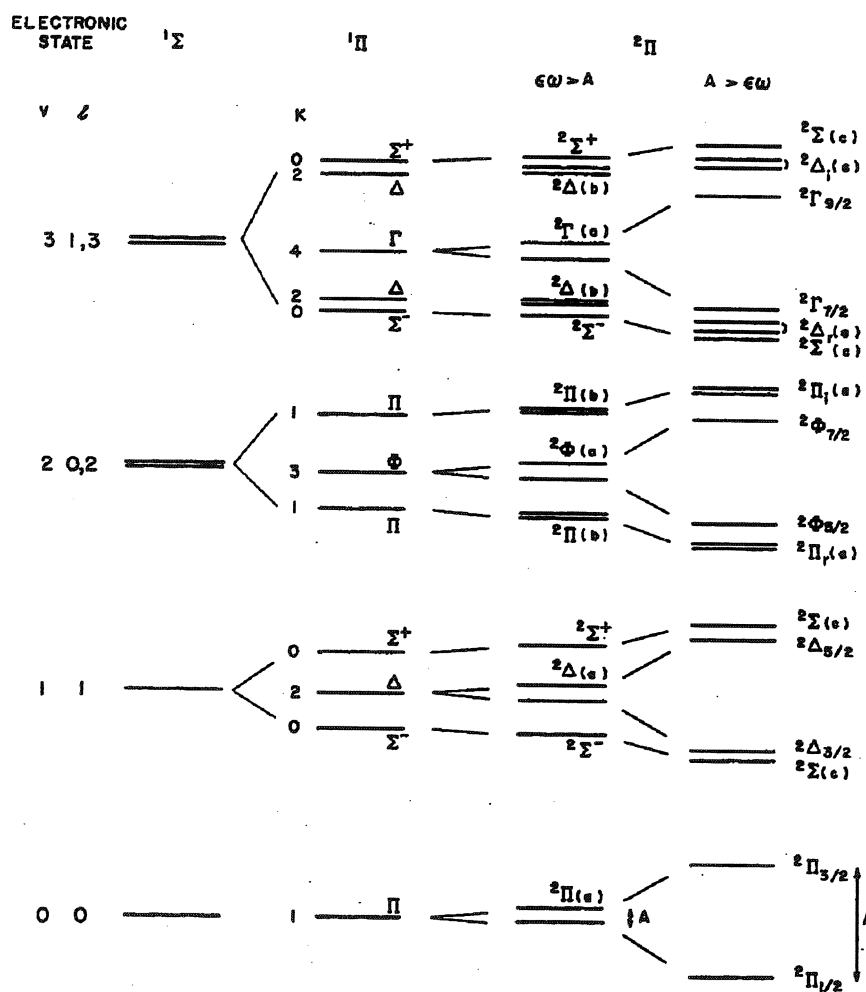 ELECTRONIC
STATE
¹Σ
¹Π
²Π
ϵω > A
A > ϵω
v ℓ
K
3 1,3
0
2
4
2
0
Σ⁺
Δ
Γ
Δ
Σ⁻
²Σ⁺
²Δ(b)
²Γ(a)
²Δ(b)
²Σ⁻
²Σ(c)
²Δᵢ(c)
²Γ9/2
²Γ7/2
²Δᵣ(c)
²Σ(c)
2 0,2
1
3
1
Π
Φ
Π
²Π(b)
²Φ(a)
²Π(b)
²Πᵢ(a)
²Φ7/2
²Φ5/2
²Πᵣ(a)
1 1
0
2
0
Σ⁺
Δ
Σ⁻
²Σ⁺
²Δ(a)
²Σ⁻
²Σ(c)
²Δ5/2
²Δ3/2
²Σ(c)
0 0
1
Π
²Π(a)
A
²Π3/2
²Π1/2